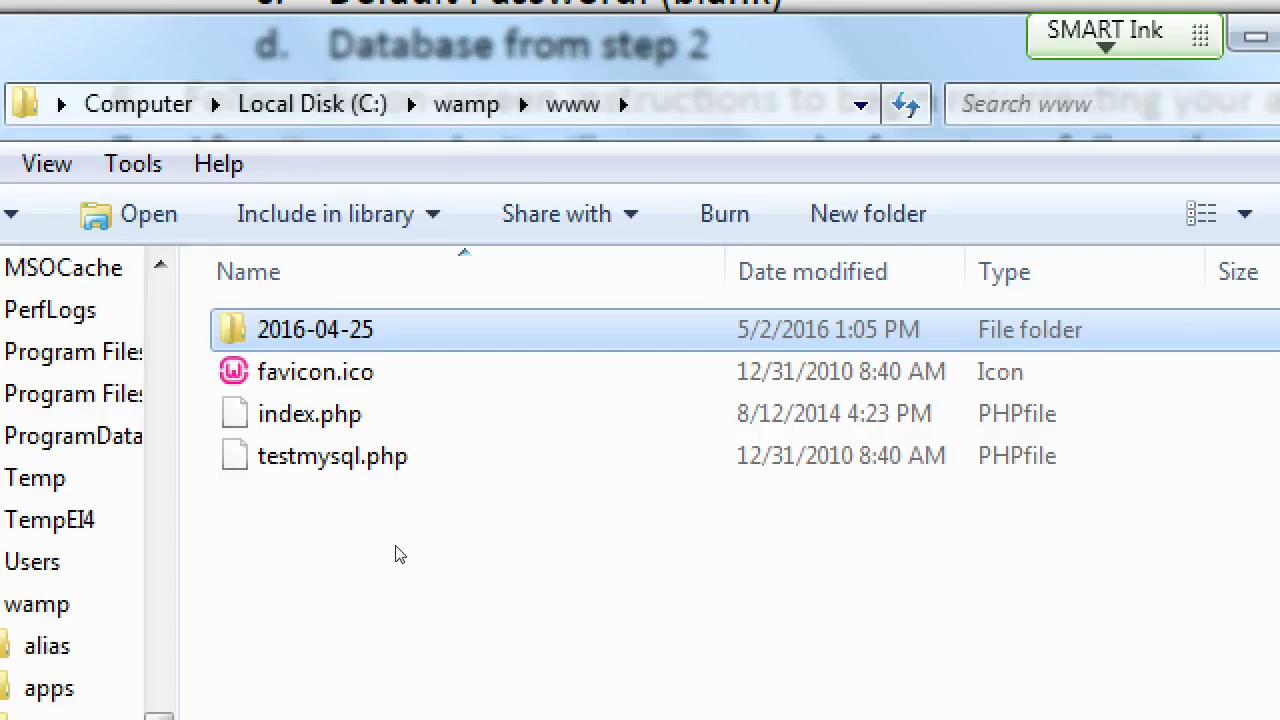 Default Password: (blank)
d. Database from step 2
SMART Ink
Computer Local Disk (C:) wamp www
Search www
View Tools Help
Open Include in library Share with Burn New folder
Name Date modified Type Size
MSOCache
PerfLogs
Program Files
Program Files
ProgramData
Temp
TempEI4
Users
wamp
alias
apps
2016-04-25 5/2/2016 1:05 PM File folder
favicon.ico 12/31/2010 8:40 AM Icon
index.php 8/12/2014 4:23 PM PHPfile
testmysql.php 12/31/2010 8:40 AM PHPfile